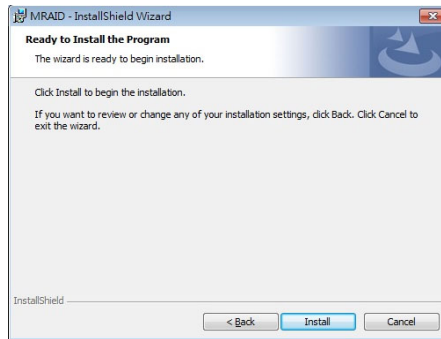 MRAID - InstallShield Wizard
Ready to Install the Program
The wizard is ready to begin installation.
Click Install to begin the installation.
If you want to review or change any of your installation settings, click Back. Click Cancel to
exit the wizard.
InstallShield
< Back
Install
Cancel